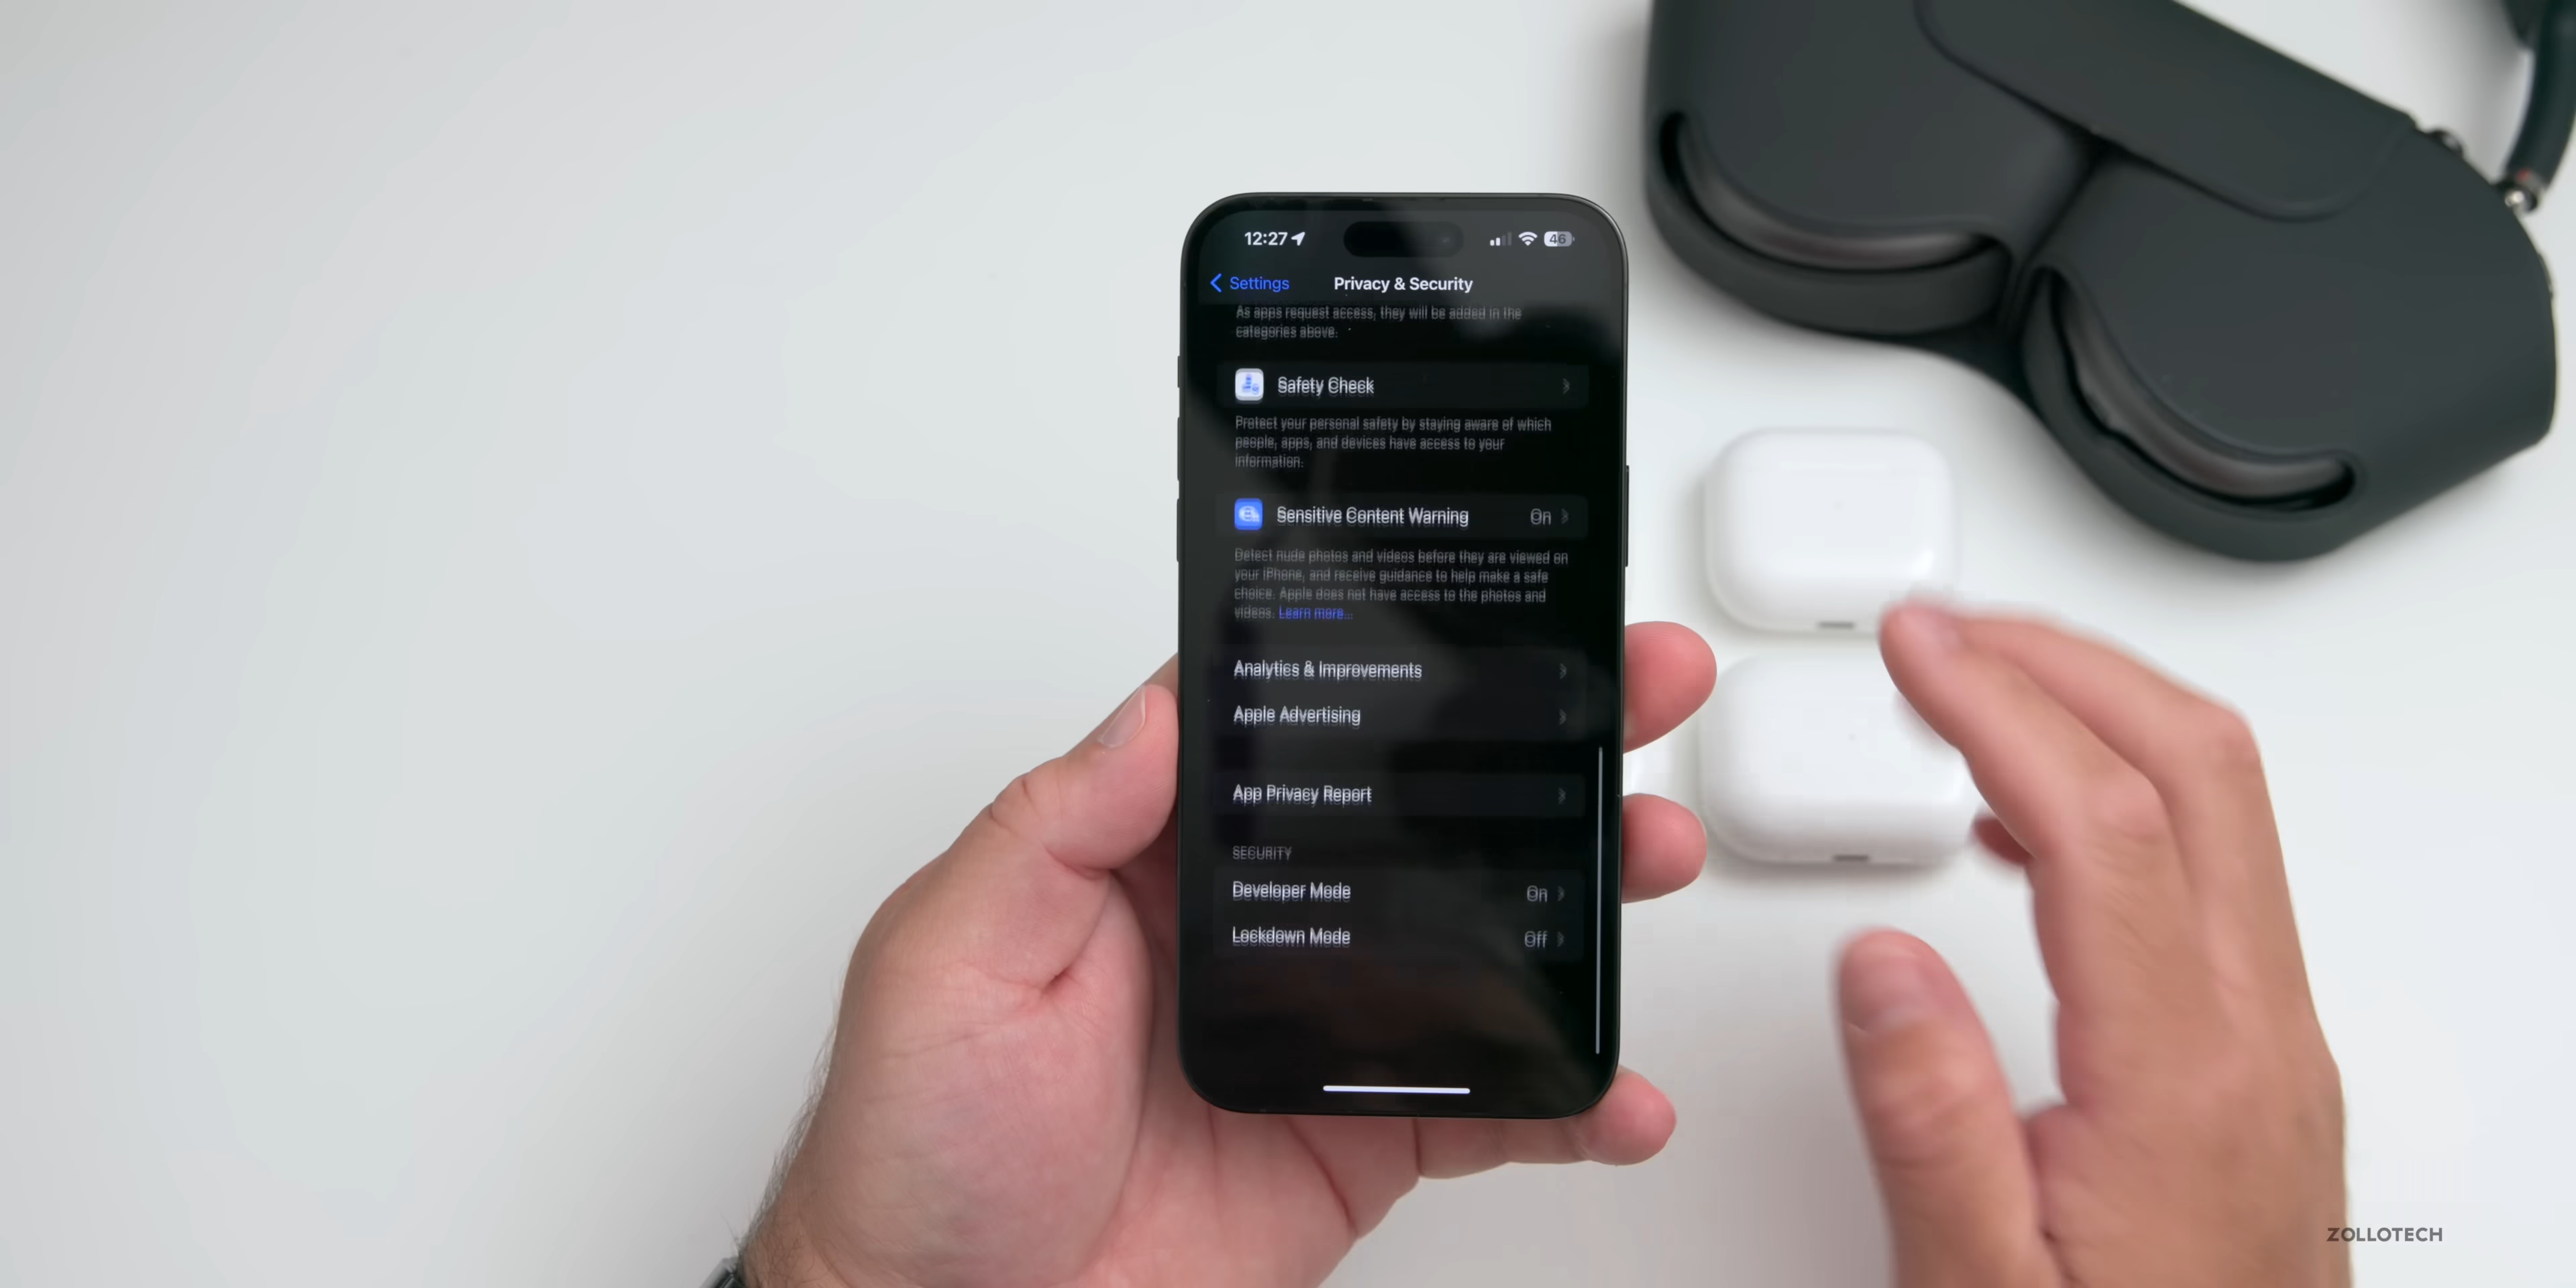 12:27
46
Settings
Privacy & Security
As apps request access, they will be added in the
categories above.
Safety Check
Protect your personal safety by staying aware of which
people, apps, and devices have access to your
information.
Sensitive Content Warning On
Detect nude photos and videos before they are viewed on
your iPhone, and receive guidance to help make a safe
choice. Apple does not have access to the photos and
videos. Learn more...
Analytics & Improvements
Apple Advertising
App Privacy Report
SECURITY
Developer Mode On
Lockdown Mode Off
ZOLLOTECH